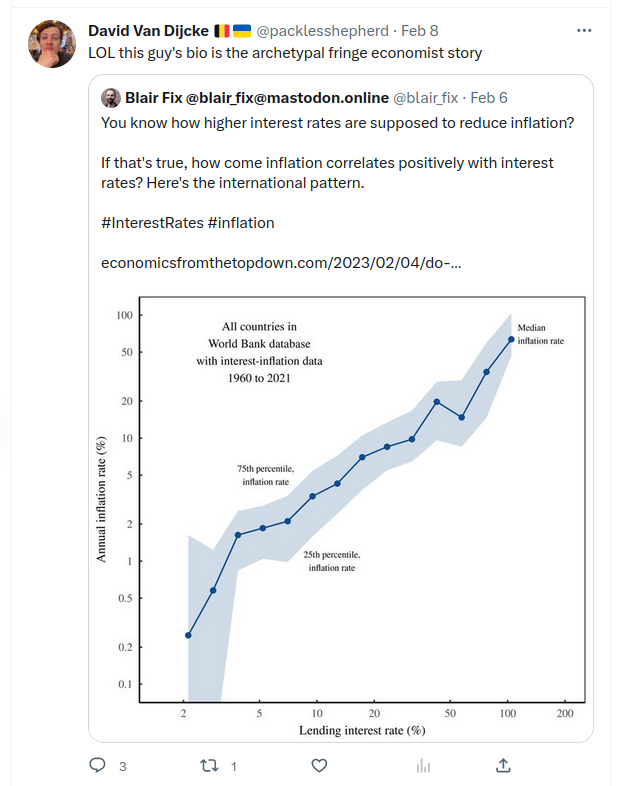 David Van Dijcke 🇧🇪 🇺🇦 @packlesshepherd · Feb 8
LOL this guy's bio is the archetypal fringe economist story
Blair Fix @blair_fix@mastodon.online @blair_fix · Feb 6
You know how higher interest rates are supposed to reduce inflation?
If that's true, how come inflation correlates positively with interest
rates? Here's the international pattern.
#InterestRates #inflation
economicsfromthetopdown.com/2023/02/04/do-...
All countries in
World Bank database
with interest-inflation data
1960 to 2021
Median
inflation rate
75th percentile,
inflation rate
25th percentile,
inflation rate
Annual inflation rate (%)
100
50
20
10
5
2
1
0.5
0.2
0.1
2 5 10 20 50 100 200
Lending interest rate (%)
3 1